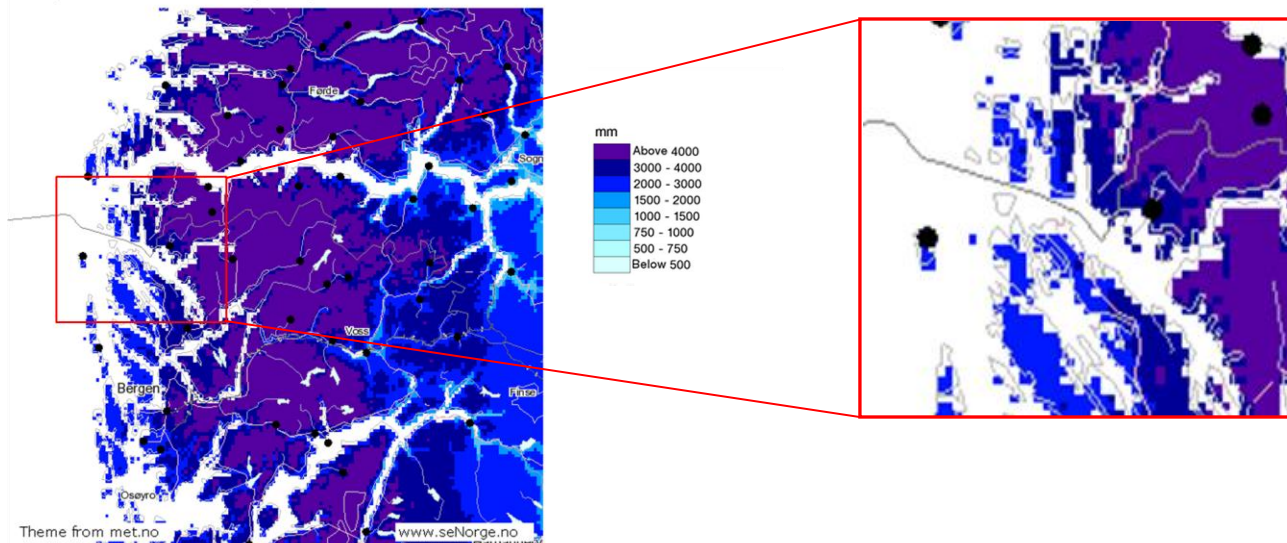 Førde
Sogn
Voss
Bergen
Finse
Osøyro
Theme from met.no
www.seNorge.no
mm
Above 4000
3000 - 4000
2000 - 3000
1500 - 2000
1000 - 1500
750 - 1000
500 - 750
Below 500